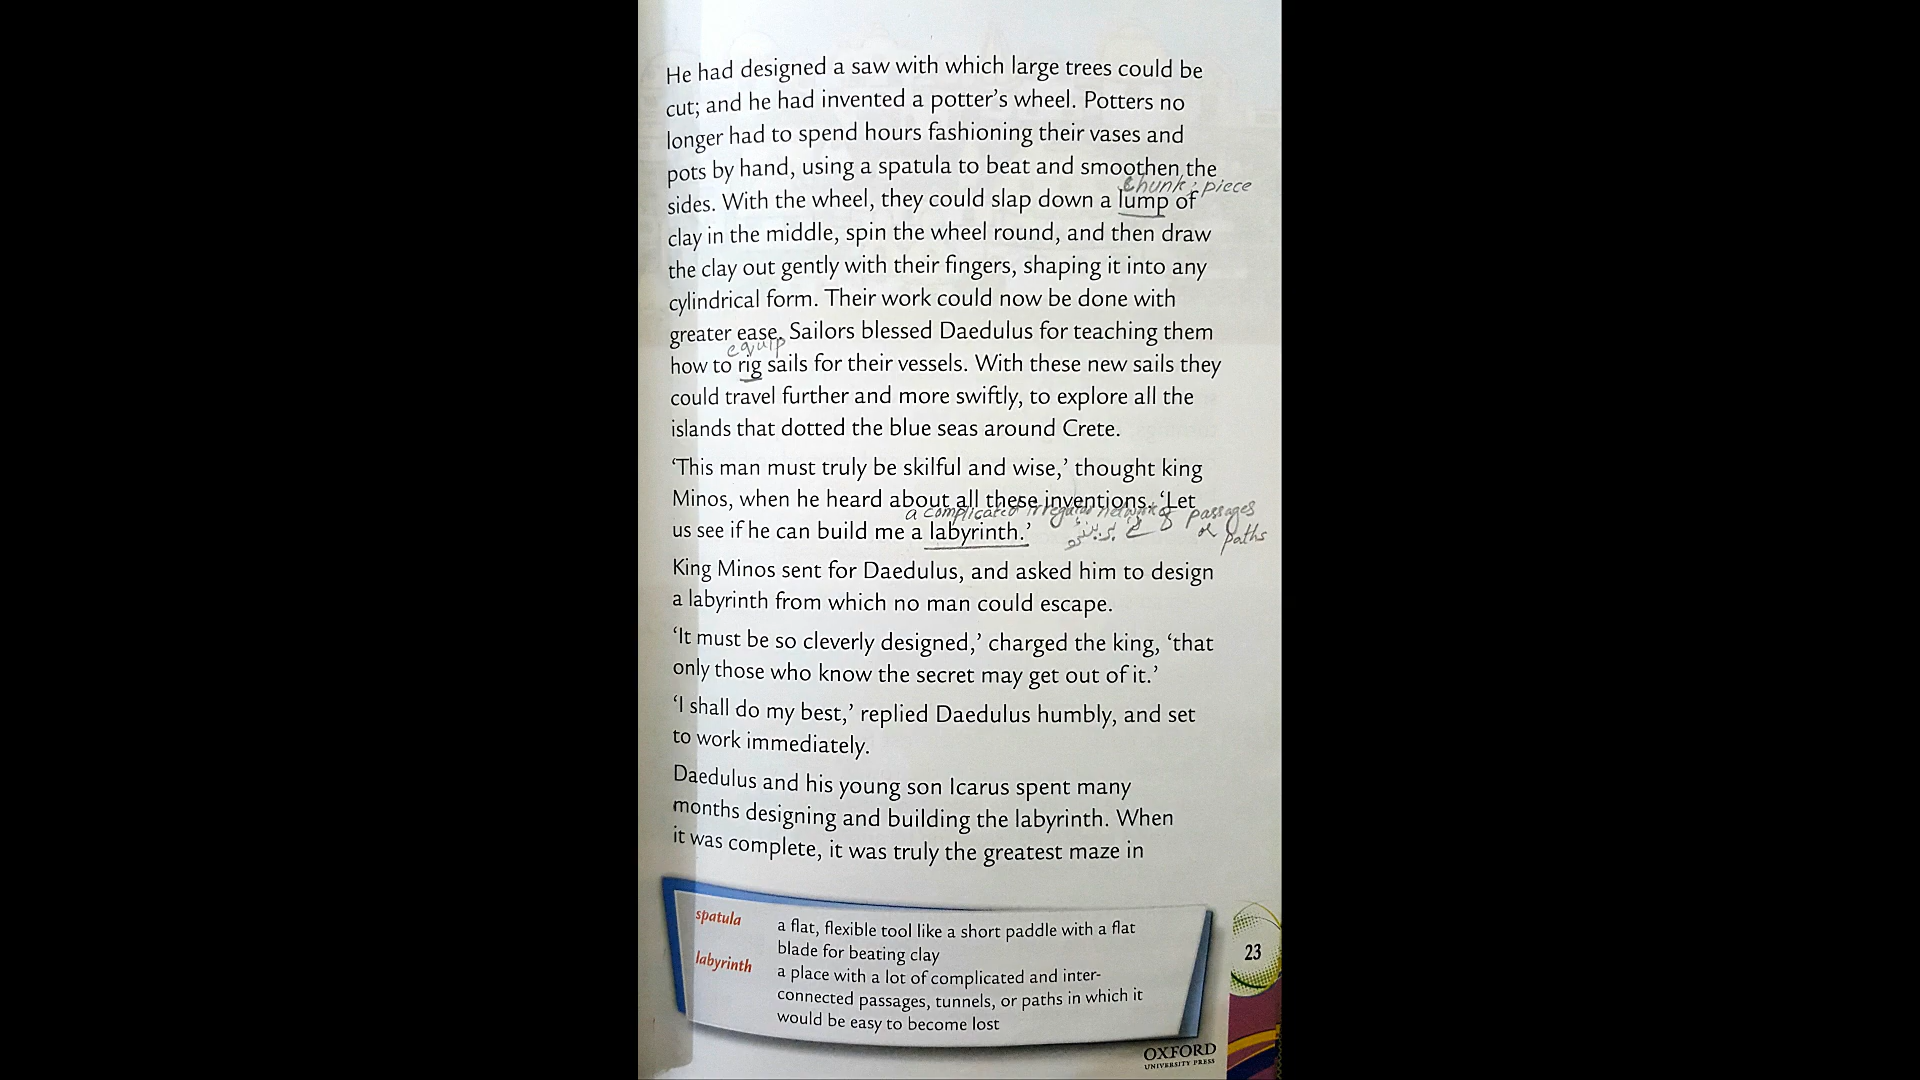 He had designed a saw with which large trees could be
cut; and he had invented a potter's wheel. Potters no
longer had to spend hours fashioning their vases and
pots by hand, using a spatula to beat and smoothen the
chunk; piece
sides. With the wheel, they could slap down a lump of
clay in the middle, spin the wheel round, and then draw
the clay out gently with their fingers, shaping it into any
cylindrical form. Their work could now be done with
greater ease. Sailors blessed Daedulus for teaching them
equip
how to rig sails for their vessels. With these new sails they
could travel further and more swiftly, to explore all the
islands that dotted the blue seas around Crete.
‘This man must truly be skilful and wise,’ thought king
Minos, when he heard about all these inventions. ‘Let
a complicated irregular network of passages
us see if he can build me a labyrinth.’
or paths
King Minos sent for Daedulus, and asked him to design
a labyrinth from which no man could escape.
‘It must be so cleverly designed,’ charged the king, ‘that
only those who know the secret may get out of it.’
‘I shall do my best,’ replied Daedulus humbly, and set
to work immediately.
Daedulus and his young son Icarus spent many
months designing and building the labyrinth. When
it was complete, it was truly the greatest maze in
spatula a flat, flexible tool like a short paddle with a flat
blade for beating clay
labyrinth a place with a lot of complicated and inter-
connected passages, tunnels, or paths in which it
would be easy to become lost
23
OXFORD
UNIVERSITY PRESS